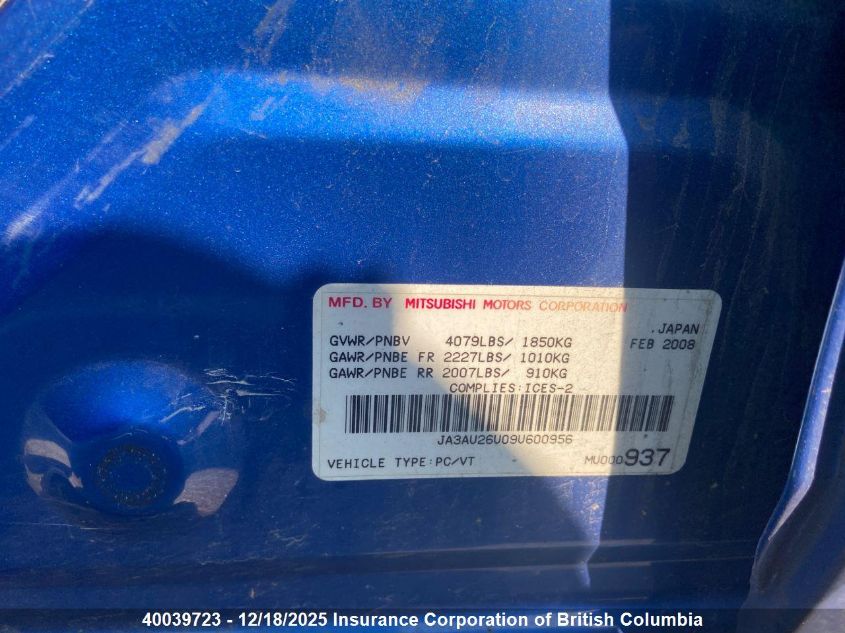 MFD. BY MITSUBISHI MOTORS CORPORATION
.JAPAN
GVWR/PNBV 4079LBS/ 1850KG FEB 2008
GAWR/PNBE FR 2227LBS/ 1010KG
GAWR/PNBE RR 2007LBS/ 910KG
COMPLIES:ICES-2
JA3AU26U09U600956
VEHICLE TYPE:PC/VT MU000937
40039723 - 12/18/2025 Insurance Corporation of British Columbia